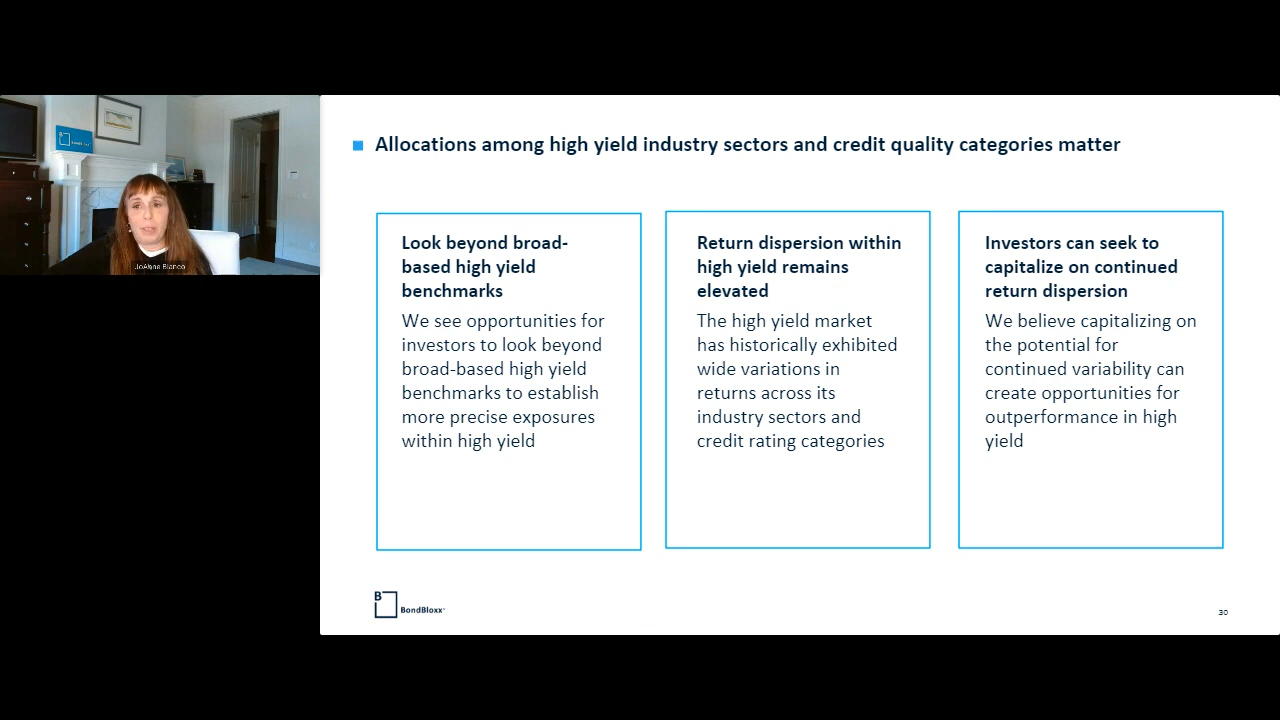 BondBloxx
JoAnne Bianco
Allocations among high yield industry sectors and credit quality categories matter
Look beyond broad-
based high yield
benchmarks
We see opportunities for
investors to look beyond
broad-based high yield
benchmarks to establish
more precise exposures
within high yield
Return dispersion within
high yield remains
elevated
The high yield market
has historically exhibited
wide variations in
returns across its
industry sectors and
credit rating categories
Investors can seek to
capitalize on continued
return dispersion
We believe capitalizing on
the potential for
continued variability can
create opportunities for
outperformance in high
yield
B
BondBloxx
30